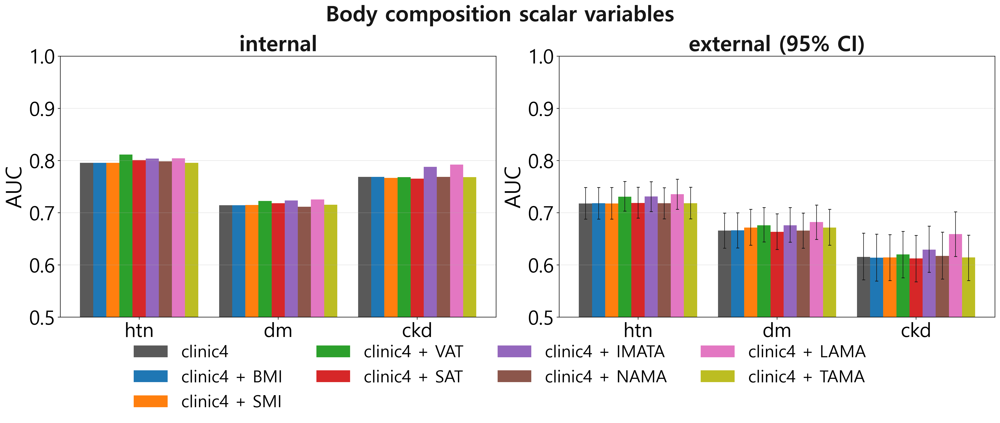 Body composition scalar variables
internal
1.0
0.9
0.8
0.7
0.6
0.5
AUC
htn dm ckd
external (95% CI)
1.0
0.9
0.8
0.7
0.6
0.5
AUC
htn dm ckd
clinic4
clinic4 + BMI
clinic4 + SMI
clinic4 + VAT
clinic4 + SAT
clinic4 + IMATA
clinic4 + NAMA
clinic4 + LAMA
clinic4 + TAMA